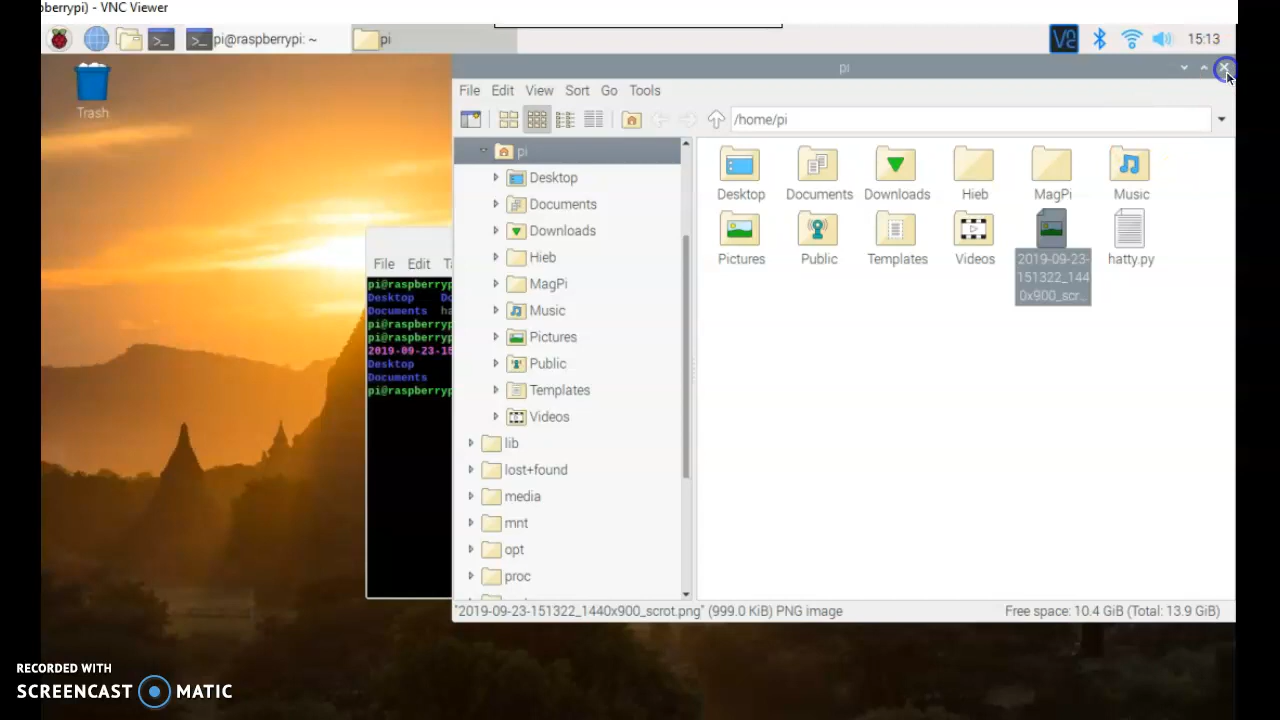 berrypi) - VNC Viewer
pi@raspberrypi: ~
pi
15:13
Trash
pi
File Edit View Sort Go Tools
/home/pi
pi
Desktop
Documents
Downloads
Hieb
MagPi
Music
Pictures
Public
Templates
Videos
lib
lost+found
media
mnt
opt
proc
Desktop Documents Downloads Hieb MagPi Music
Pictures Public Templates Videos 2019-09-23-151322_1440x900_scr... hatty.py
File Edit
pi@raspberryp
Desktop
Documents
pi@raspberryp
pi@raspberryp
2019-09-23-15
Desktop
Documents
pi@raspberryp
"2019-09-23-151322_1440x900_scrot.png" (999.0 KiB) PNG image
Free space: 10.4 GiB (Total: 13.9 GiB)
RECORDED WITH
SCREENCAST MATIC